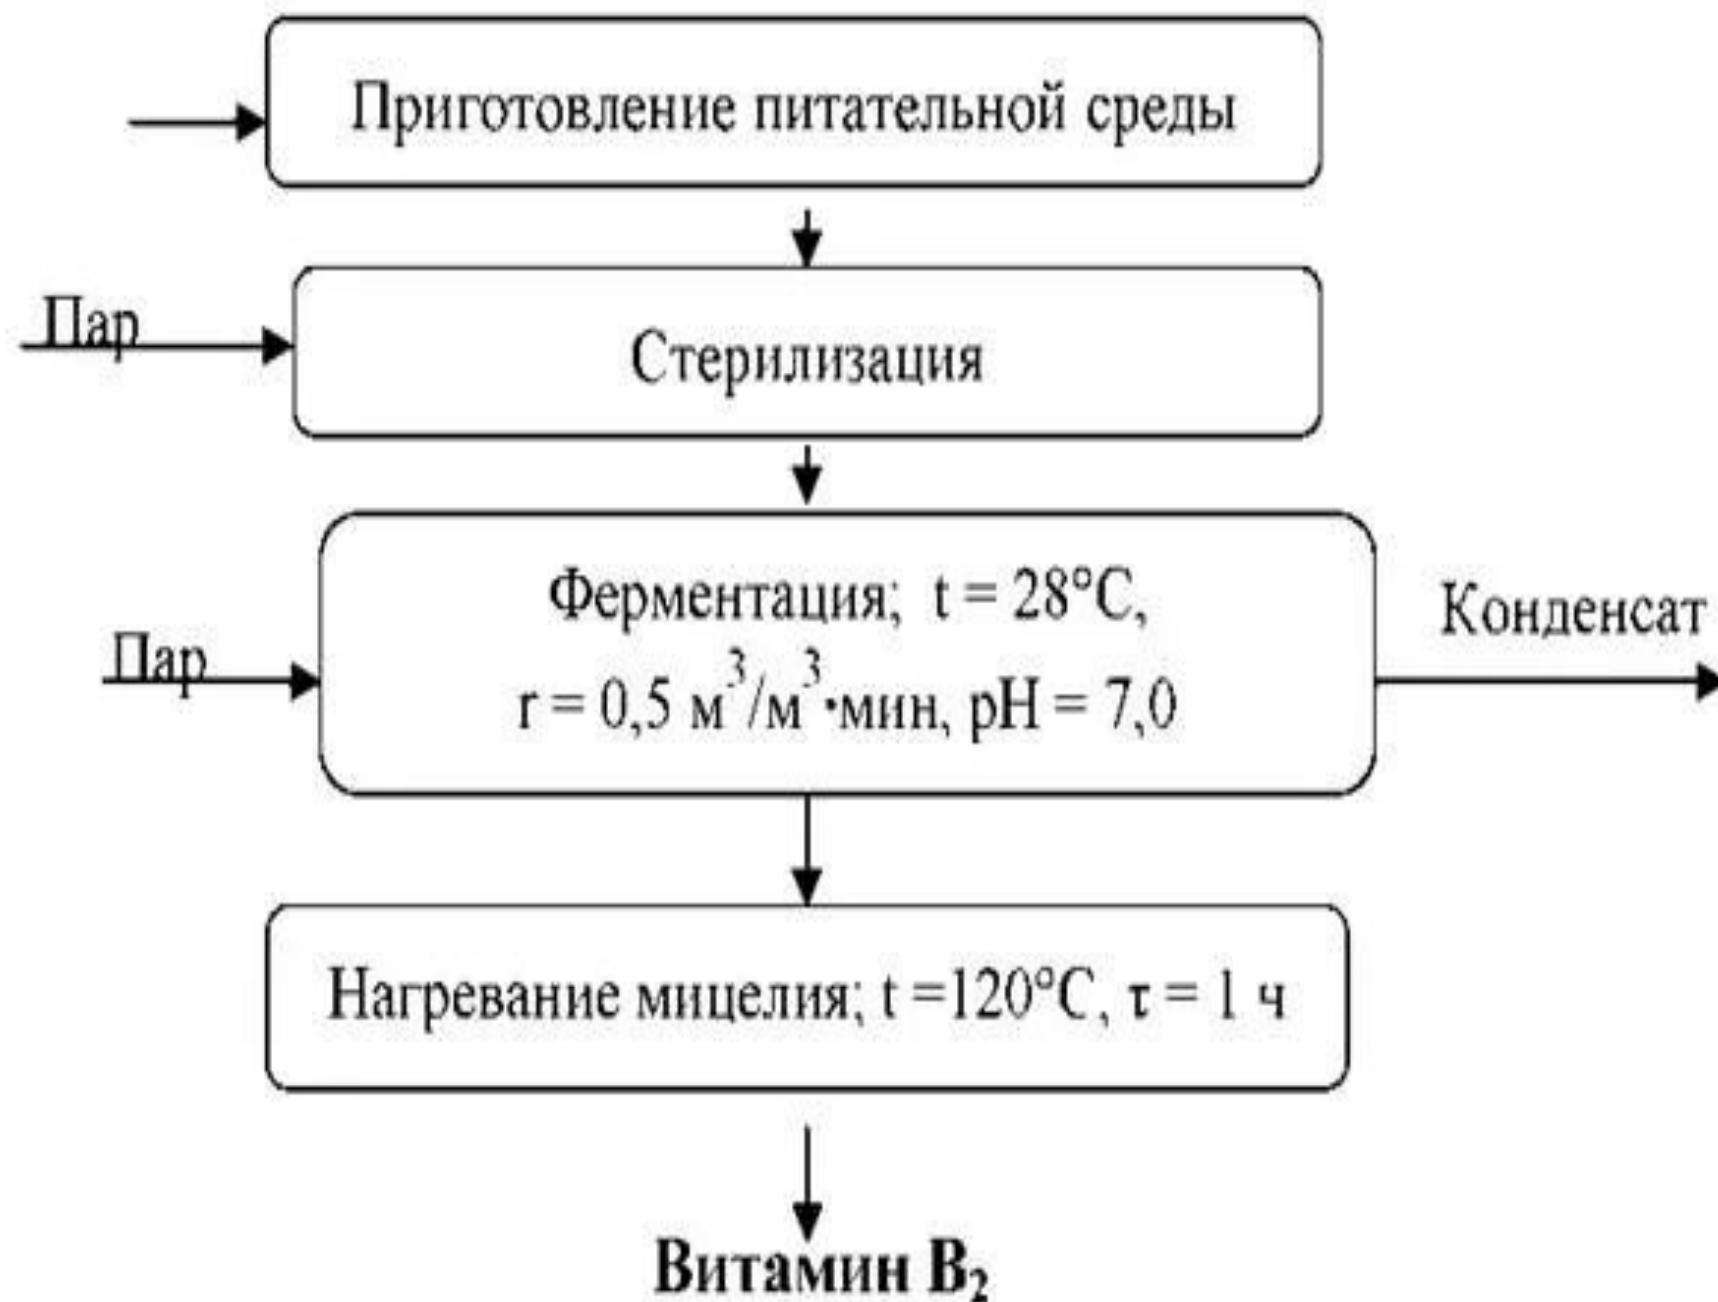 Приготовление питательной среды
Пар
Стерилизация
Ферментация; t = 28°C,
Конденсат
Пар
r = 0,5 м³/м³·мин, pH = 7,0
Нагревание мицелия; t =120°C, τ = 1 ч
Витамин B₂